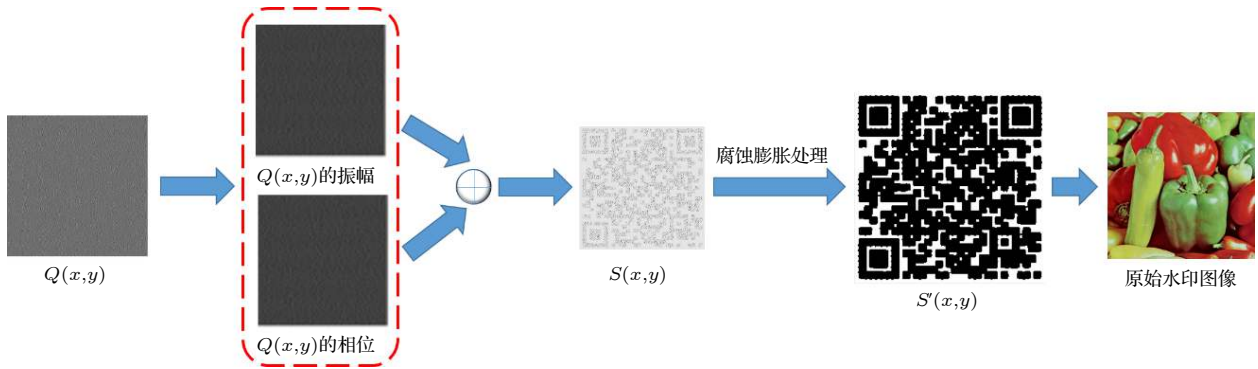 Q(x,y)
Q(x,y)的振幅
Q(x,y)的相位
S(x,y)
腐蚀膨胀处理
S′(x,y)
原始水印图像